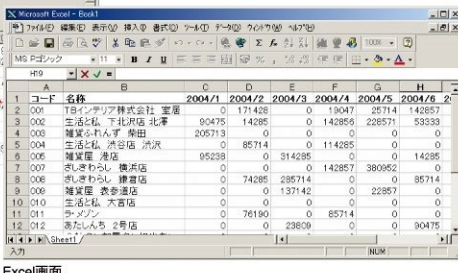 Microsoft Excel - Book1
ファイル(F) 編集(E) 表示(V) 挿入(I) 書式(O) ツール(T) データ(D) ウィンドウ(W) ヘルプ(H)
100%
MS Pゴシック 11 B I U
H19 =
A B C D E F G H
1 コード 名称 2004/1 2004/2 2004/3 2004/4 2004/5 2004/6
2 001 TBインテリア株式会社 宝居 0 171428 0 19047 25714 142857
3 002 生活と私 下北沢店 北澤 90475 14285 0 142856 228571 53333
4 003 雑貨ふれんず 柴田 205713 0 0 0 0 0
5 004 生活と私 渋谷店 渋沢 0 85714 0 114285 0 0
6 005 雑貨屋 港店 95238 0 314285 0 0 14285
7 007 ぎしぎわらし 横浜店 0 0 0 142857 380952 0
8 008 ぎしぎわらし 鎌倉店 0 74285 285714 0 0 85714
9 009 雑貨屋 表参道店 0 0 137142 0 22857 0
10 010 生活と私 大宮店 0 0 0 0 0 0
11 011 ラ・メゾン 0 76190 0 85714 0 0
12 012 あたしんち 2号店 0 0 23809 0 0 90475
Sheet1
入力 NUM
Excel画面